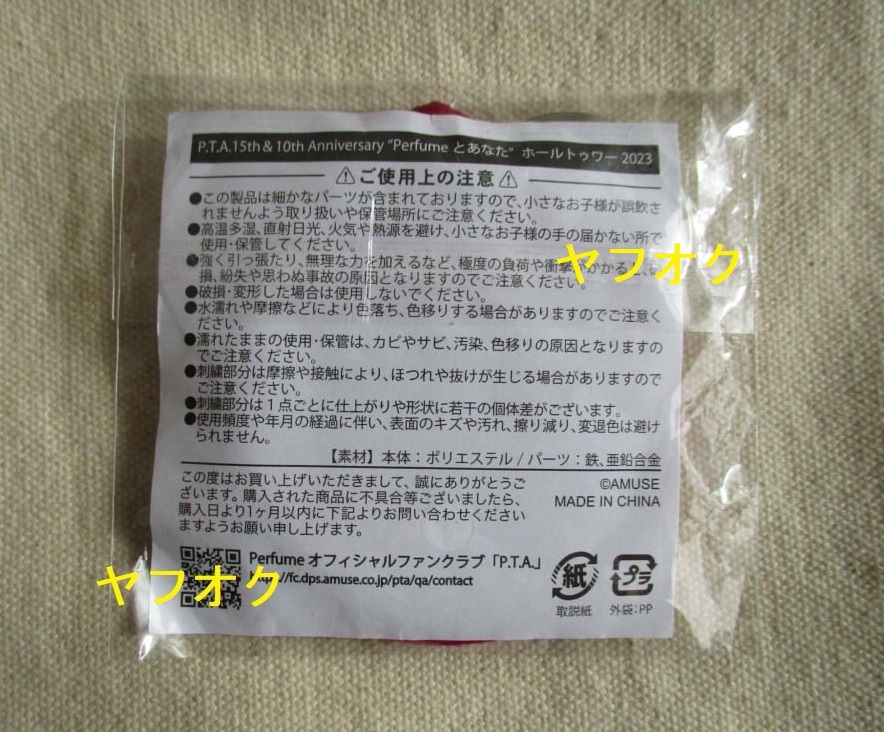 P.T.A.15th & 10th Anniversary "Perfume とあなた" ホールトゥワー 2023
ご使用上の注意
●この製品は細かなパーツが含まれておりますので、小さなお子様が誤飲さ
れませんよう取り扱いや保管場所にご注意ください。
●高温多湿、直射日光、火気や熱源を避け、小さなお子様の手の届かない所で
使用・保管してください。
●強く引っ張たり、無理な力を加えるなど、極度の負荷や衝撃がかかると、
損、紛失や思わぬ事故の原因となりますのでご注意ください。
ヤフオク
●破損・変形した場合は使用しないでください。
●水濡れや摩擦などにより色落ち、色移りする場合がありますのでご注意く
ださい。
●濡れたままの使用・保管は、カビやサビ、汚染、色移りの原因となりますの
でご注意ください。
●刺繍部分は摩擦や接触により、ほつれや抜けが生じる場合がありますので
ご注意ください。
●刺繍部分は1点ごとに仕上がりや形状に若干の個体差がございます。
●使用頻度や年月の経過に伴い、表面のキズや汚れ、擦り減り、変退色は避け
られません。
【素材】本体：ポリエステル / パーツ：鉄、亜鉛合金
この度はお買い上げいただきまして、誠にありがとうご
ざいます。購入された商品に不具合等ございましたら、
購入日より1ヶ月以内に下記よりお問い合わせください
ますようお願い申し上げます。
©AMUSE
MADE IN CHINA
Perfume オフィシャルファンクラブ「P.T.A.」
http://fc.dps.amuse.co.jp/pta/qa/contact
ヤフオク
紙
取説紙
プラ
外袋：PP